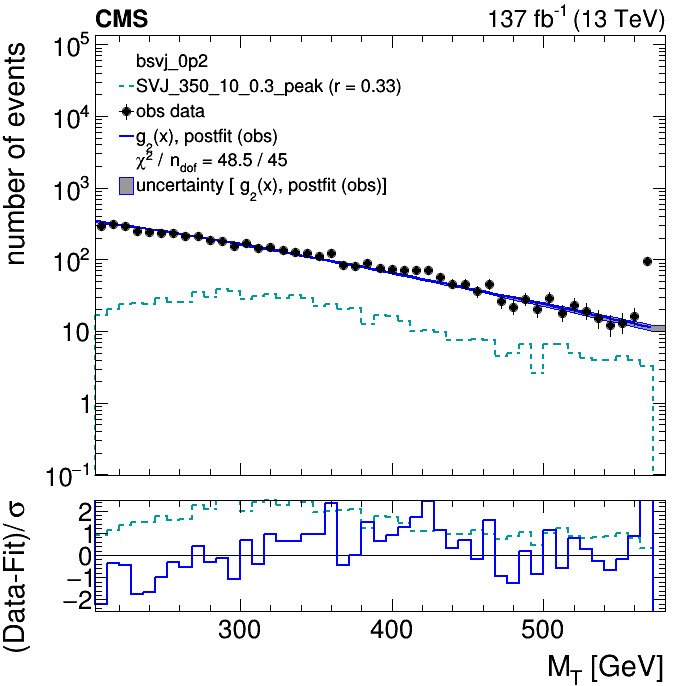 CMS 137 fb⁻¹ (13 TeV)
number of events
10⁵
10⁴
10³
10²
10
1
10⁻¹
bsvj_0p2
SVJ_350_10_0.3_peak (r = 0.33)
obs data
g₂(x), postfit (obs)
χ² / n_dof = 48.5 / 45
uncertainty [ g₂(x), postfit (obs)]
(Data-Fit)/σ
2
1
0
−1
−2
300 400 500
M_T [GeV]